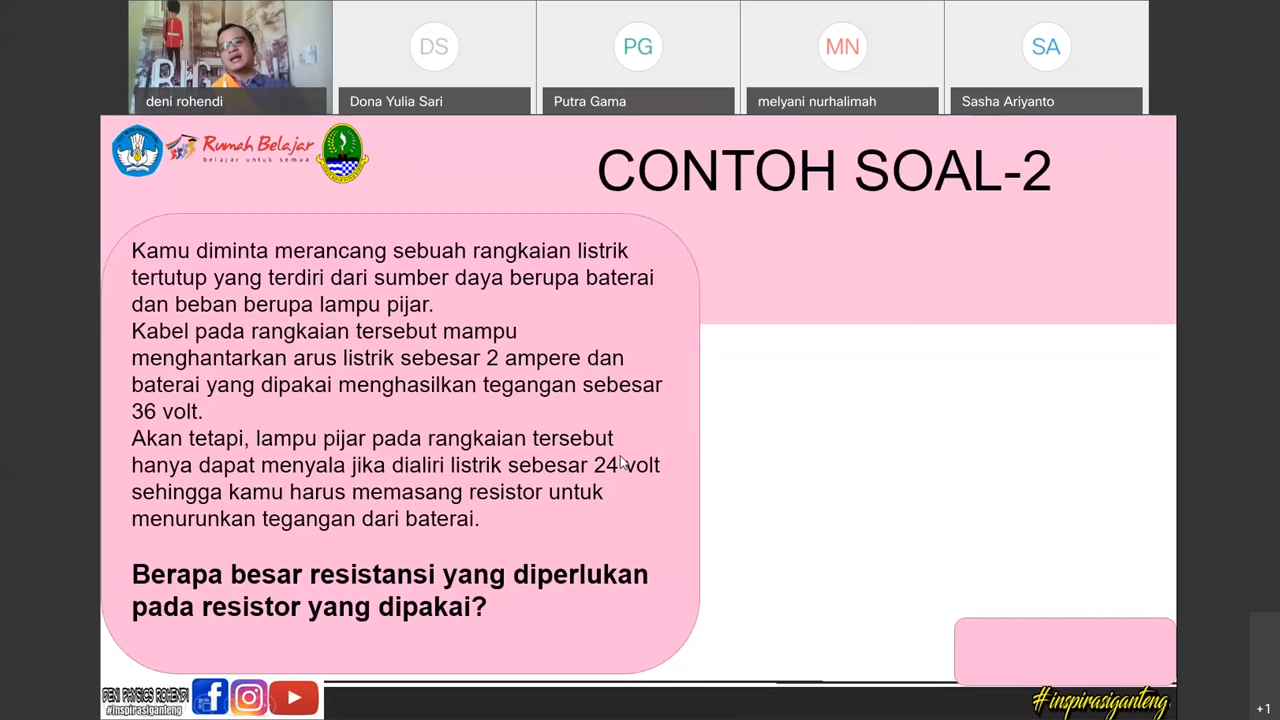 DS
PG
MN
SA
deni rohendi
Dona Yulia Sari
Putra Gama
melyani nurhalimah
Sasha Ariyanto
Rumah Belajar
belajar untuk semua
CONTOH SOAL-2
Kamu diminta merancang sebuah rangkaian listrik
tertutup yang terdiri dari sumber daya berupa baterai
dan beban berupa lampu pijar.
Kabel pada rangkaian tersebut mampu
menghantarkan arus listrik sebesar 2 ampere dan
baterai yang dipakai menghasilkan tegangan sebesar
36 volt.
Akan tetapi, lampu pijar pada rangkaian tersebut
hanya dapat menyala jika dialiri listrik sebesar 24 volt
sehingga kamu harus memasang resistor untuk
menurunkan tegangan dari baterai.
Berapa besar resistansi yang diperlukan
pada resistor yang dipakai?
DENI PHYSICS ROHENDI
#inspirasiganteng
#inspirasiganteng
+1